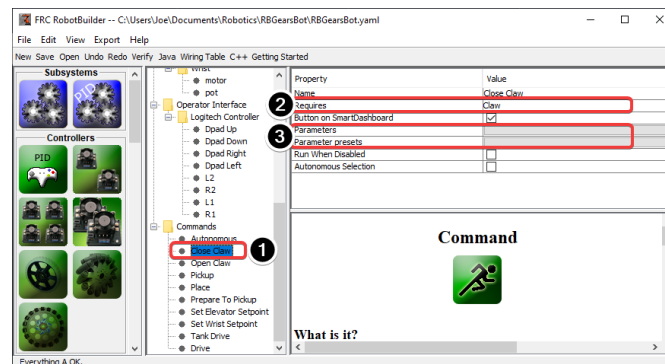 FRC RobotBuilder -- C:\Users\Joe\Documents\Robotics\RBGearsBot\RBGearsBot.yaml
File Edit View Export Help
New Save Open Undo Redo Verify Java Wiring Table C++ Getting Started
Subsystems
PID
Controllers
PID
Wrist
motor
pot
Operator Interface
Logitech Controller
Dpad Up
Dpad Down
Dpad Right
Dpad Left
L2
R2
L1
R1
Commands
Autonomous
Close Claw
1
Open Claw
Pickup
Place
Prepare To Pickup
Set Elevator Setpoint
Set Wrist Setpoint
Tank Drive
Drive
Property Value
Name Close Claw
2 Requires Claw
Button on SmartDashboard
3 Parameters
Parameter presets
Run When Disabled
Autonomous Selection
Command
What is it?
Everything A OK.